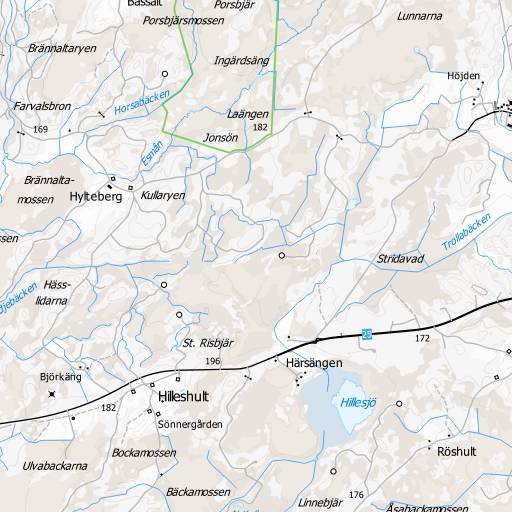 Bassalt
Porsbjär
Porsbjärsmossen
Lunnarna
Brännaltaryen
Ingärdsäng
Höjden
Farvalsbron
Horsabäcken
Laängen
169
182
Jonsön
Esmån
Brännalta-
mossen
Hylteberg
Kullaryen
Trollabäcken
Stridavad
Häss-
lidarna
25
St. Risbjär
172
196
Härsängen
Björkäng
Hilleshult
Hillesjö
182
Sönnergården
Bockamossen
Röshult
Ulvabackarna
Bäckamossen
176
Linnebjär
Åsabackamossen